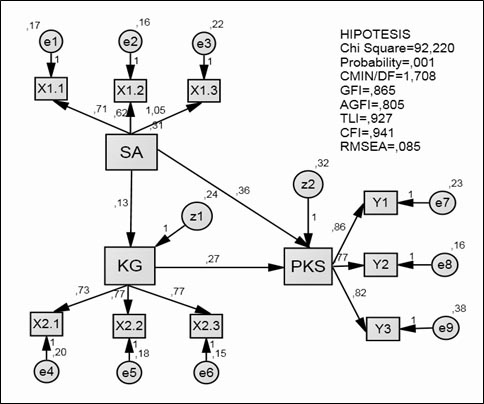 HIPOTESIS
Chi Square=92,220
Probability=,001
CMIN/DF=1,708
GFI=,865
AGFI=,805
TLI=,927
CFI=,941
RMSEA=,085
,17
,16
,22
e1
e2
e3
1
1
1
X1.1
X1.2
X1.3
,71
,62
1,05
,31
SA
,32
z2
,36
1
,13
,24
z1
1
,23
Y1
1
e7
,86
KG
,27
PKS
,77
Y2
1
,16
e8
,82
,73
,77
,77
X2.1
X2.2
X2.3
Y3
1
,38
e9
1
1
1
,20
,18
,15
e4
e5
e6